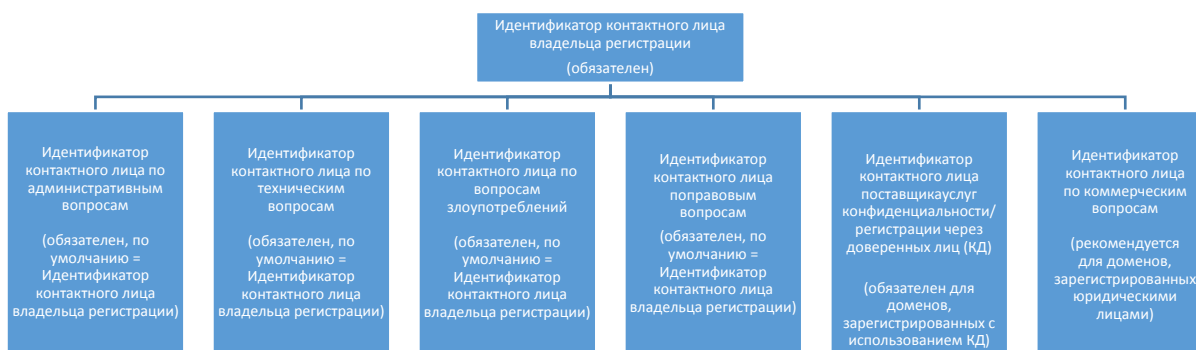 Идентификатор контактного лица
владельца регистрации
(обязателен)
Идентификатор
контактного лица по
административным
вопросам
(обязателен, по
умолчанию =
Идентификатор
контактного лица
владельца регистрации)
Идентификатор
контактного лица по
техническим
вопросам
(обязателен, по
умолчанию =
Идентификатор
контактного лица
владельца регистрации)
Идентификатор
контактного лица по
вопросам
злоупотреблений
(обязателен, по
умолчанию =
Идентификатор
контактного лица
владельца регистрации)
Идентификатор
контактного лица
поправовым
вопросам
(обязателен, по
умолчанию =
Идентификатор
контактного лица
владельца регистрации)
Идентификатор
контактного лица
поставщикауслуг
конфиденциальности/
регистрации через
доверенных лиц (КД)
(обязателен для
доменов,
зарегистрированных с
использованием КД)
Идентификатор
контактного лица
по коммерческим
вопросам
(рекомендуется
для доменов,
зарегистрированных
юридическими
лицами)